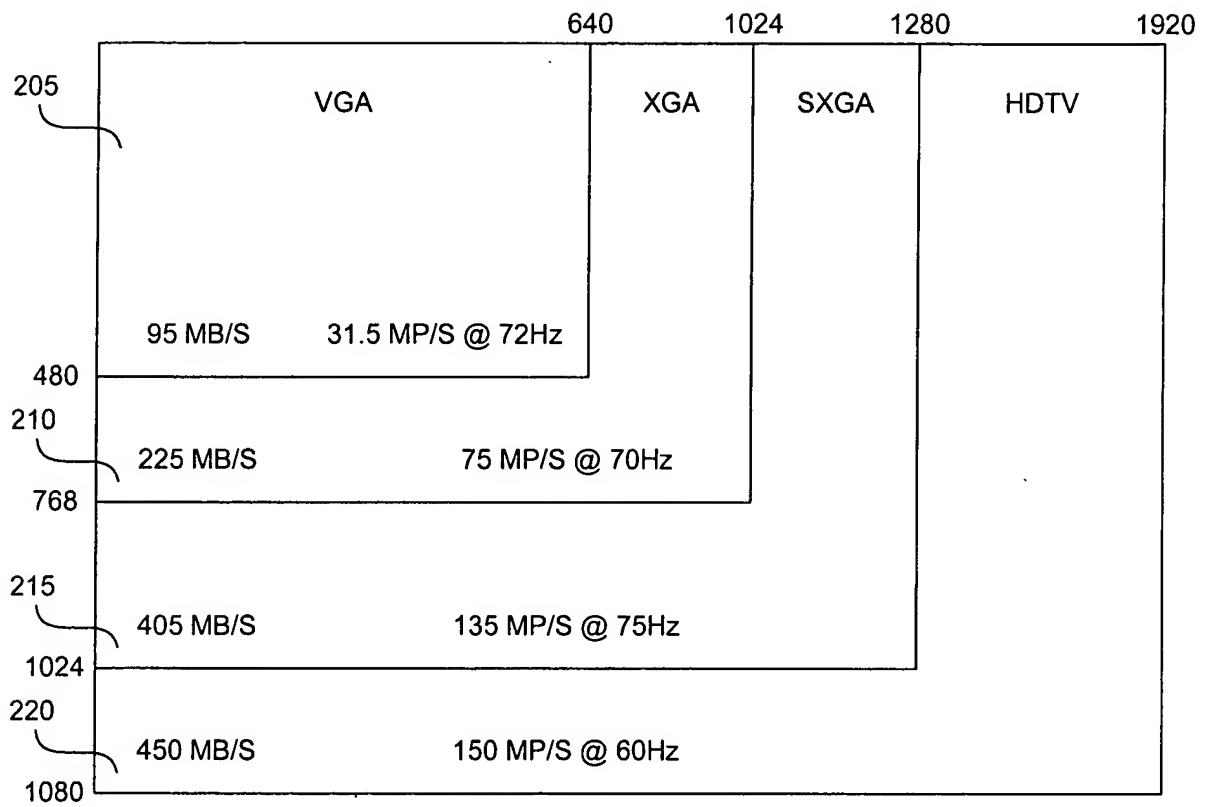 640 1024 1280 1920
205
VGA XGA SXGA HDTV
95 MB/S 31.5 MP/S @ 72Hz
480
210
225 MB/S 75 MP/S @ 70Hz
768
215
405 MB/S 135 MP/S @ 75Hz
1024
220
450 MB/S 150 MP/S @ 60Hz
1080